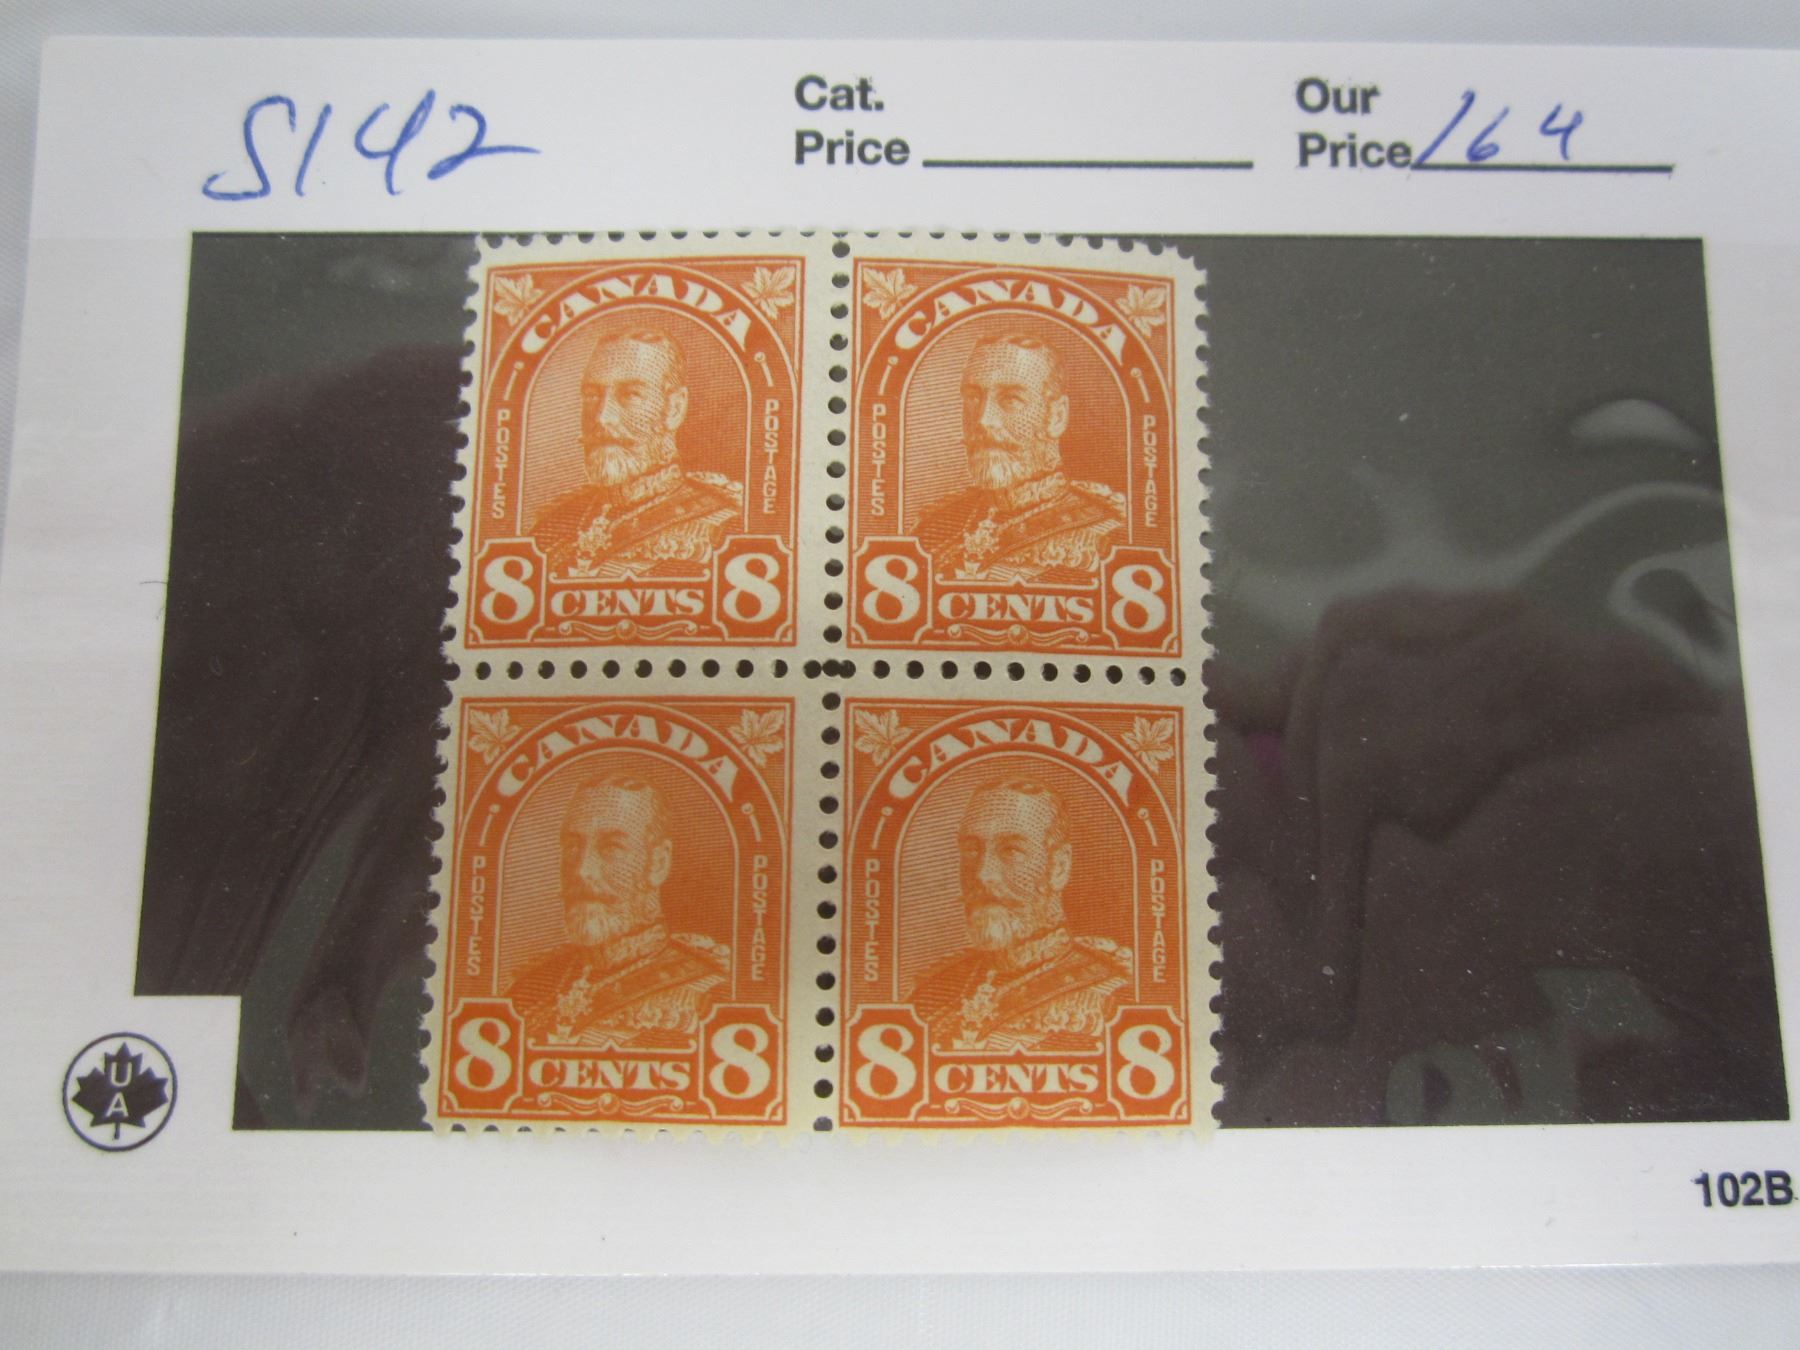 S142
Cat.
Price
Our
Price 164
CANADA CANADA
POSTES POSTAGE POSTES POSTAGE
8 CENTS 8 8 CENTS 8
CANADA CANADA
POSTES POSTAGE POSTES POSTAGE
8 CENTS 8 8 CENTS 8
U
A
102B